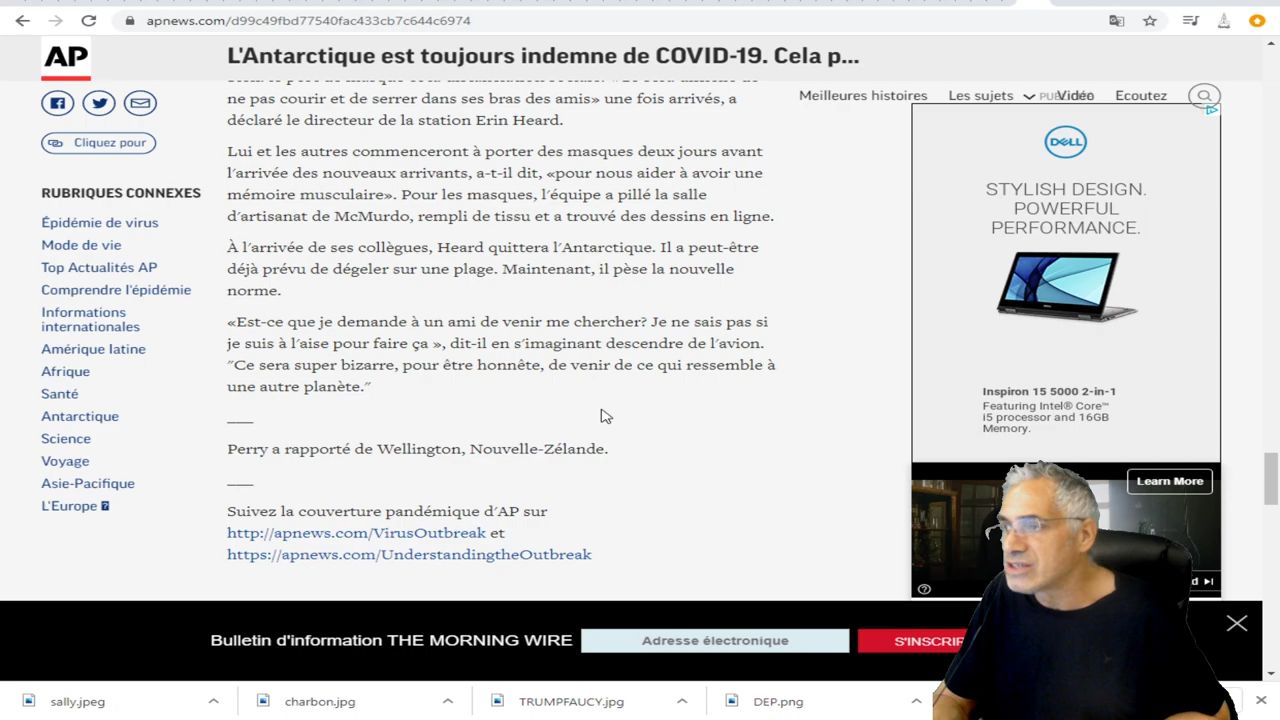 apnews.com/d99c49fbd77540fac433cb7c644c6974
AP
L'Antarctique est toujours indemne de COVID-19. Cela p...
Meilleures histoires
Les sujets
Vidéo
Ecoutez
Cliquez pour
RUBRIQUES CONNEXES
Épidémie de virus
Mode de vie
Top Actualités AP
Comprendre l'épidémie
Informations
internationales
Amérique latine
Afrique
Santé
Antarctique
Science
Voyage
Asie-Pacifique
L'Europe
ne pas courir et de serrer dans ses bras des amis» une fois arrivés, a
déclaré le directeur de la station Erin Heard.
Lui et les autres commenceront à porter des masques deux jours avant
l'arrivée des nouveaux arrivants, a-t-il dit, «pour nous aider à avoir une
mémoire musculaire». Pour les masques, l'équipe a pillé la salle
d'artisanat de McMurdo, rempli de tissu et a trouvé des dessins en ligne.
À l'arrivée de ses collègues, Heard quittera l'Antarctique. Il a peut-être
déjà prévu de dégeler sur une plage. Maintenant, il pèse la nouvelle
norme.
«Est-ce que je demande à un ami de venir me chercher? Je ne sais pas si
je suis à l'aise pour faire ça », dit-il en s'imaginant descendre de l'avion.
"Ce sera super bizarre, pour être honnête, de venir de ce qui ressemble à
une autre planète."
___
Perry a rapporté de Wellington, Nouvelle-Zélande.
___
Suivez la couverture pandémique d'AP sur
http://apnews.com/VirusOutbreak et
https://apnews.com/UnderstandingtheOutbreak
DELL
STYLISH DESIGN.
POWERFUL
PERFORMANCE.
Inspiron 15 5000 2-in-1
Featuring Intel® Core™
i5 processor and 16GB
Memory.
Learn More
Bulletin d'information THE MORNING WIRE
Adresse électronique
S'INSCRI
sally.jpeg
charbon.jpg
TRUMPFAUCY.jpg
DEP.png